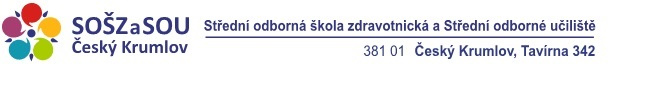 SOŠZaSOU
Český Krumlov
Střední odborná škola zdravotnická a Střední odborné učiliště
381 01 Český Krumlov, Tavírna 342